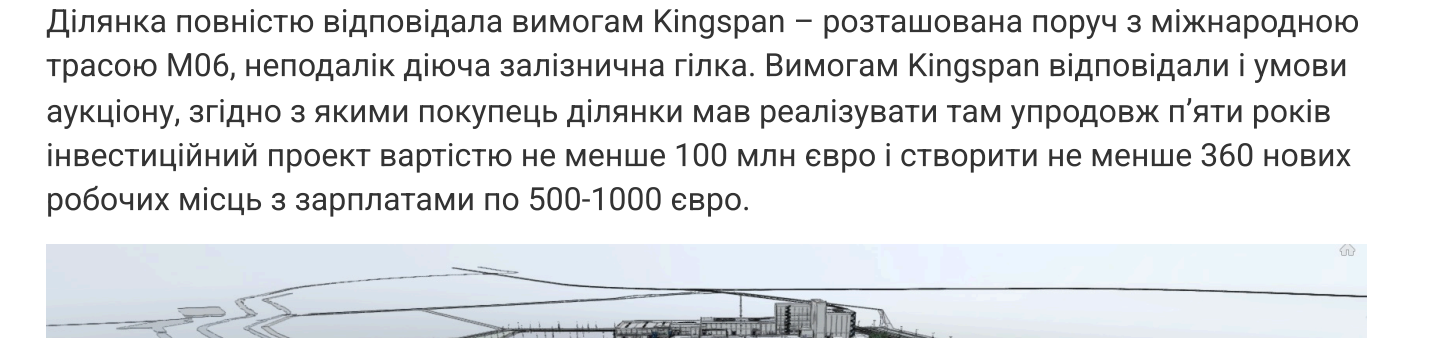 Ділянка повністю відповідала вимогам Kingspan – розташована поруч з міжнародною
трасою М06, неподалік діюча залізнична гілка. Вимогам Kingspan відповідали і умови
аукціону, згідно з якими покупець ділянки мав реалізувати там упродовж п’яти років
інвестиційний проект вартістю не менше 100 млн євро і створити не менше 360 нових
робочих місць з зарплатами по 500-1000 євро.